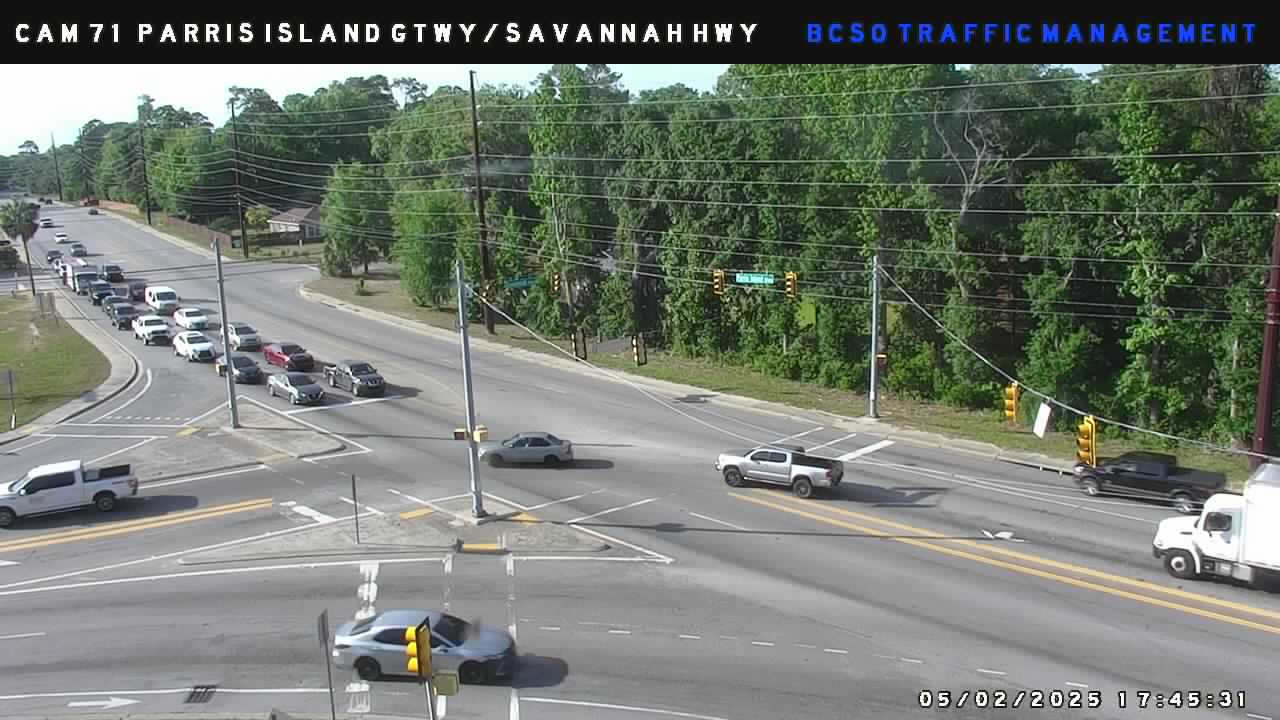 CAM 71 PARRIS ISLAND GTWY/SAVANNAH HWY
BCSO TRAFFIC MANAGEMENT
05/02/2025 17:45:31